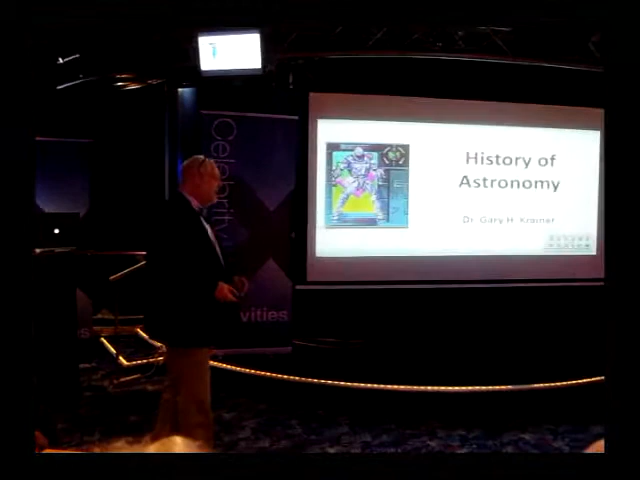 Celebrity
vities
History of
Astronomy
Dr. Gary H. Kramer